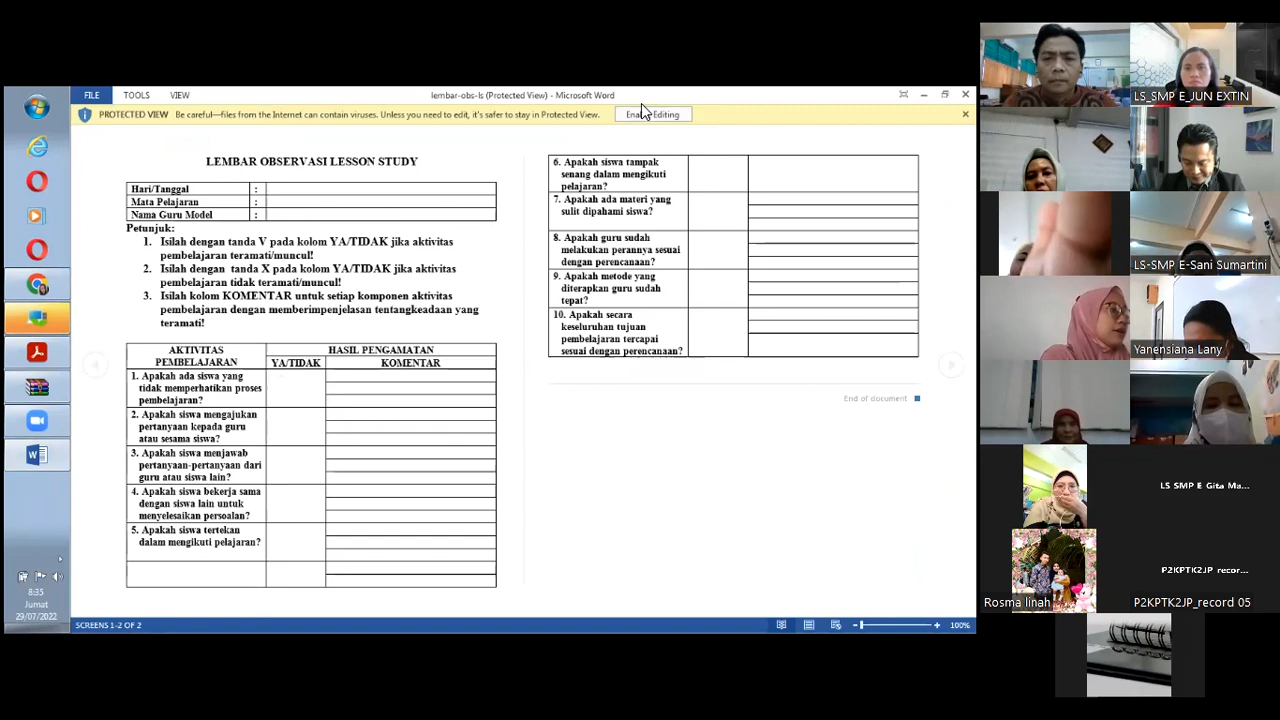 FILE TOOLS VIEW
lembar-obs-ls (Protected View) - Microsoft Word
PROTECTED VIEW Be careful—files from the Internet can contain viruses. Unless you need to edit, it's safer to stay in Protected View.
LEMBAR OBSERVASI LESSON STUDY
Hari/Tanggal :
Mata Pelajaran :
Nama Guru Model :
Petunjuk:
1. Isilah dengan tanda V pada kolom YA/TIDAK jika aktivitas
pembelajaran teramati/muncul!
2. Isilah dengan tanda X pada kolom YA/TIDAK jika aktivitas
pembelajaran tidak teramati/muncul!
3. Isilah kolom KOMENTAR untuk setiap komponen aktivitas
pembelajaran dengan memberimpenjelasan tentangkeadaan yang
teramati!
AKTIVITAS
PEMBELAJARAN
HASIL PENGAMATAN
YA/TIDAK KOMENTAR
1. Apakah ada siswa yang
tidak memperhatikan proses
pembelajaran?
2. Apakah siswa mengajukan
pertanyaan kepada guru
atau sesama siswa?
3. Apakah siswa menjawab
pertanyaan-pertanyaan dari
guru atau siswa lain?
4. Apakah siswa bekerja sama
dengan siswa lain untuk
menyelesaikan persoalan?
5. Apakah siswa tertekan
dalam mengikuti pelajaran?
6. Apakah siswa tampak
senang dalam mengikuti
pelajaran?
7. Apakah ada materi yang
sulit dipahami siswa?
8. Apakah guru sudah
melakukan perannya sesuai
dengan perencanaan?
9. Apakah metode yang
diterapkan guru sudah
tepat?
10. Apakah secara
keseluruhan tujuan
pembelajaran tercapai
sesuai dengan perencanaan?
End of document
SCREENS 1-2 OF 2
100%
8:35
Jumat
29/07/2022
LS_SMP E_JUN EXTIN
LS-SMP E-Sani Sumartini
Yanensiana Lany
LS SMP E Gita Ma...
P2KPTK2JP recor...
Rosma linah
P2KPTK2JP_record 05